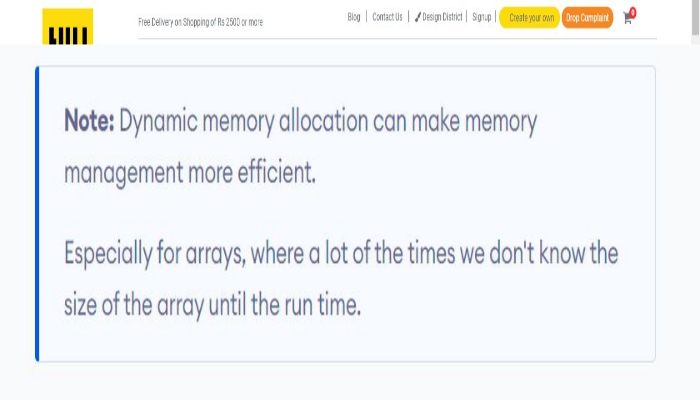 Free Delivery on Shopping of Rs 2500 or more
Blog | Contact Us | Design District | Signup | Create your own Drop Complaint 0
Note: Dynamic memory allocation can make memory
management more efficient.
Especially for arrays, where a lot of the times we don't know the
size of the array until the run time.